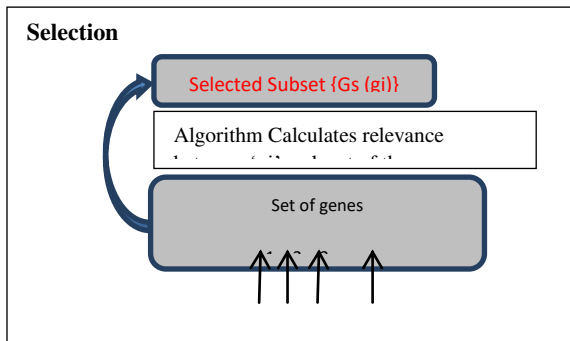 Selection
Selected Subset {Gs (gi)}
Algorithm Calculates relevance
Set of genes